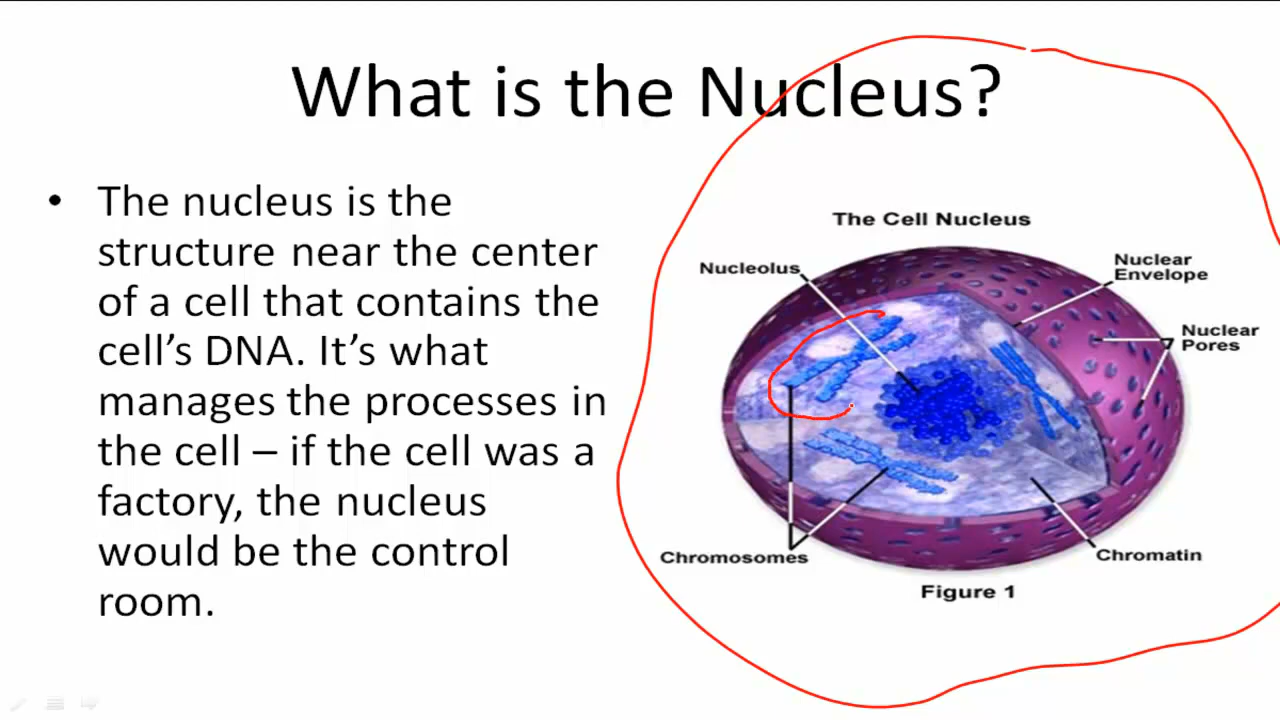 What is the Nucleus?
• The nucleus is the
structure near the center
of a cell that contains the
cell’s DNA. It’s what
manages the processes in
the cell – if the cell was a
factory, the nucleus
would be the control
room.
The Cell Nucleus
Nucleolus
Nuclear
Envelope
Nuclear
Pores
Chromosomes
Chromatin
Figure 1